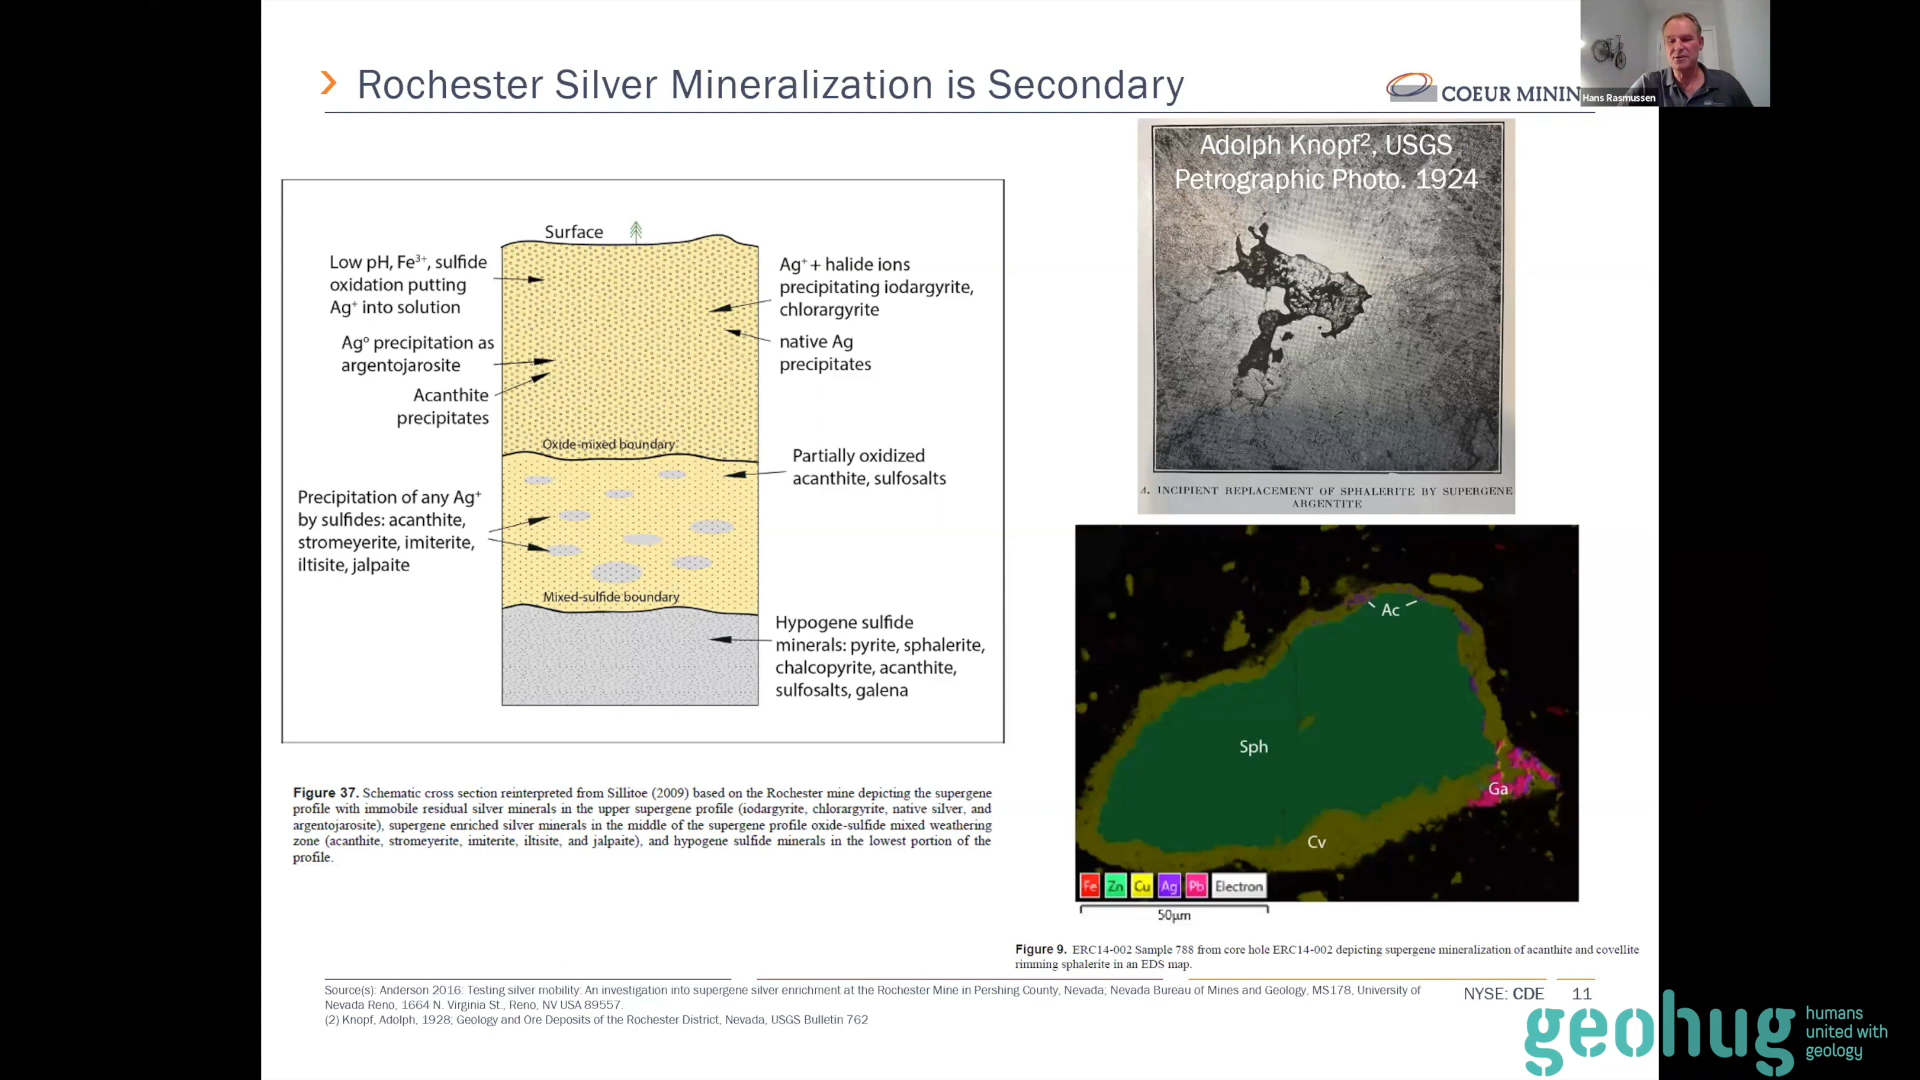 Rochester Silver Mineralization is Secondary
COEUR MININ
Hans Rasmussen
Surface
Low pH, Fe³⁺, sulfide
oxidation putting
Ag⁺ into solution
Ag⁰ precipitation as
argentojarosite
Acanthite
precipitates
Ag⁺ + halide ions
precipitating iodargyrite,
chlorargyrite
native Ag
precipitates
Oxide-mixed boundary
Partially oxidized
acanthite, sulfosalts
Precipitation of any Ag⁺
by sulfides: acanthite,
stromeyerite, imiterite,
iltisite, jalpaite
Mixed-sulfide boundary
Hypogene sulfide
minerals: pyrite, sphalerite,
chalcopyrite, acanthite,
sulfosalts, galena
Figure 37. Schematic cross section reinterpreted from Sillitoe (2009) based on the Rochester mine depicting the supergene
profile with immobile residual silver minerals in the upper supergene profile (iodargyrite, chlorargyrite, native silver, and
argentojarosite), supergene enriched silver minerals in the middle of the supergene profile oxide-sulfide mixed weathering
zone (acanthite, stromeyerite, imiterite, iltisite, and jalpaite), and hypogene sulfide minerals in the lowest portion of the
profile.
Adolph Knopf², USGS
Petrographic Photo. 1924
A. INCIPIENT REPLACEMENT OF SPHALERITE BY SUPERGENE
ARGENTITE
Ac
Sph
Ga
Cv
Fe Zn Cu Ag Pb Electron
50µm
Figure 9. ERC14-002 Sample 788 from core hole ERC14-002 depicting supergene mineralization of acanthite and covellite
rimming sphalerite in an EDS map.
Source(s): Anderson 2016: Testing silver mobility: An investigation into supergene silver enrichment at the Rochester Mine in Pershing County, Nevada; Nevada Bureau of Mines and Geology, MS178, University of
Nevada Reno, 1664 N. Virginia St., Reno, NV USA 89557.
(2) Knopf, Adolph, 1928; Geology and Ore Deposits of the Rochester District, Nevada, USGS Bulletin 762
NYSE: CDE 11
geohug
humans
united with
geology